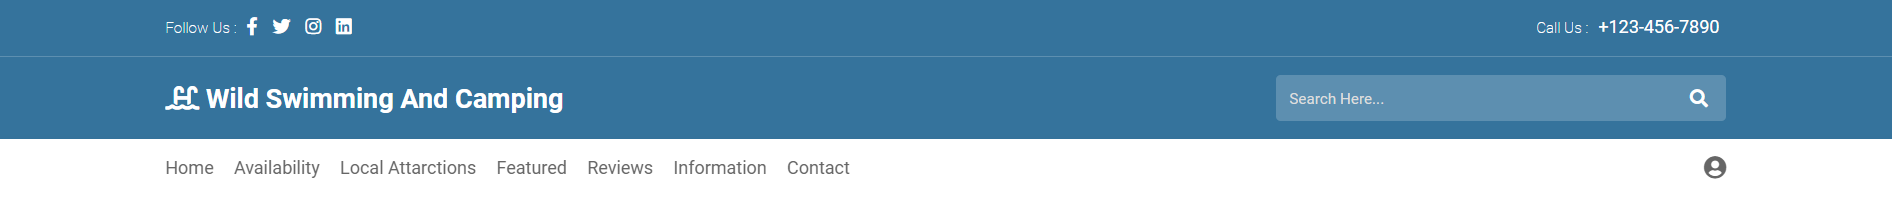 Follow Us : Call Us : +123-456-7890
Wild Swimming And Camping Search Here...
Home Availability Local Attarctions Featured Reviews Information Contact